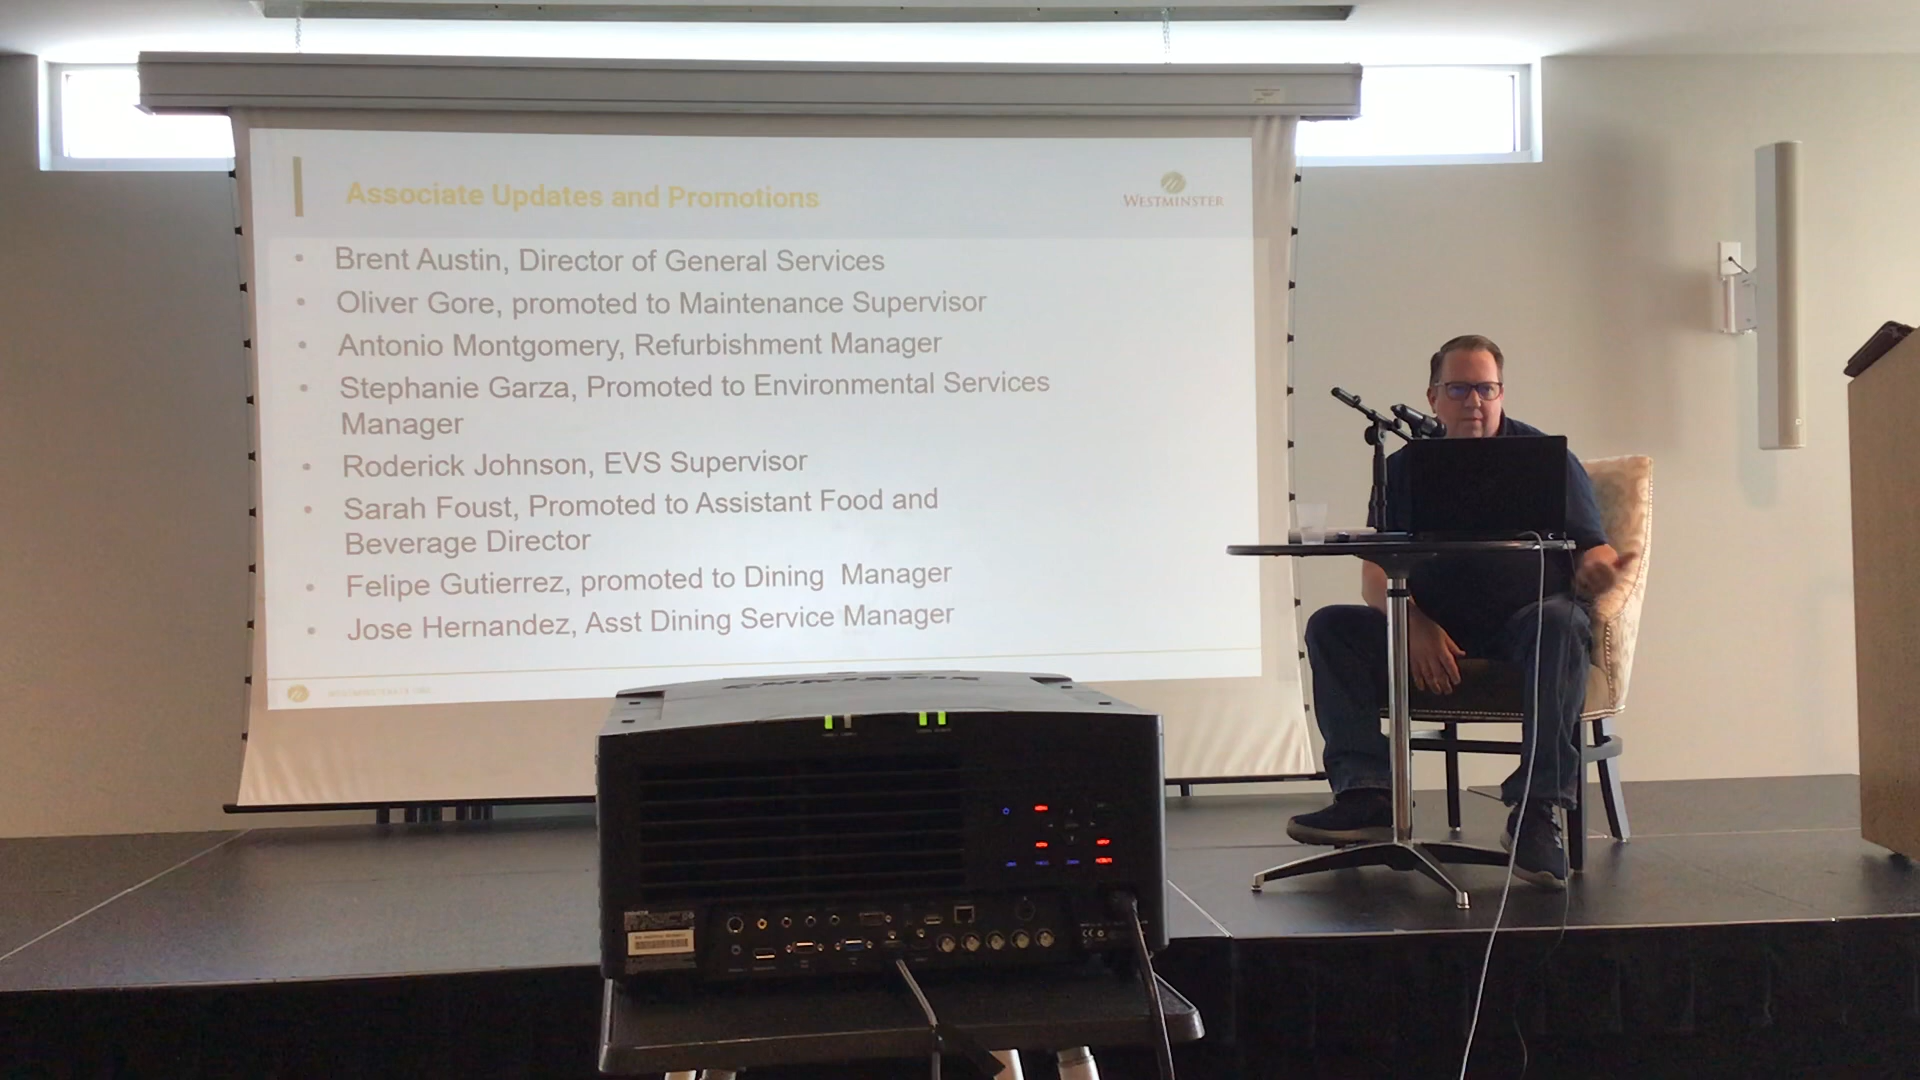 Associate Updates and Promotions
WESTMINSTER
• Brent Austin, Director of General Services
• Oliver Gore, promoted to Maintenance Supervisor
• Antonio Montgomery, Refurbishment Manager
• Stephanie Garza, Promoted to Environmental Services
Manager
• Roderick Johnson, EVS Supervisor
• Sarah Foust, Promoted to Assistant Food and
Beverage Director
• Felipe Gutierrez, promoted to Dining  Manager
• Jose Hernandez, Asst Dining Service Manager
CHRISTIE